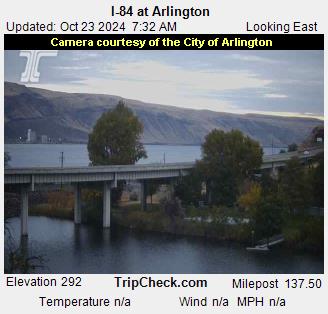 I-84 at Arlington
Updated: Oct 23 2024 7:32 AM Looking East
Camera courtesy of the City of Arlington
Elevation 292 TripCheck.com Milepost 137.50
Temperature n/a Wind n/a MPH n/a